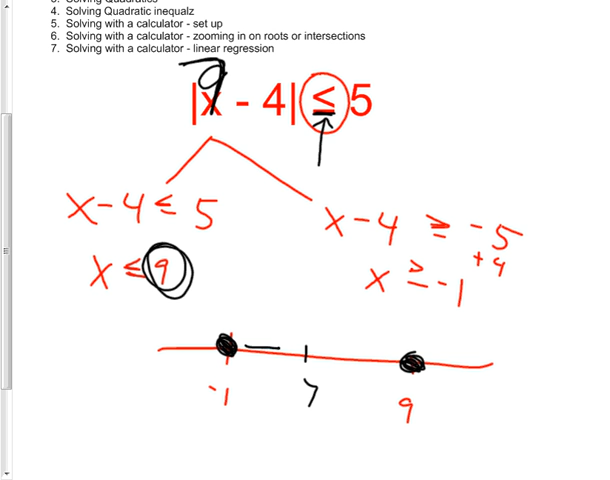 4. Solving Quadratic inequalz
5. Solving with a calculator - set up
6. Solving with a calculator - zooming in on roots or intersections
7. Solving with a calculator - linear regression
9
|x - 4| ≤ 5
x - 4 ≤ 5
x - 4 ≥ -5
+4
x ≤ 9
x ≥ -1
-1
7
9